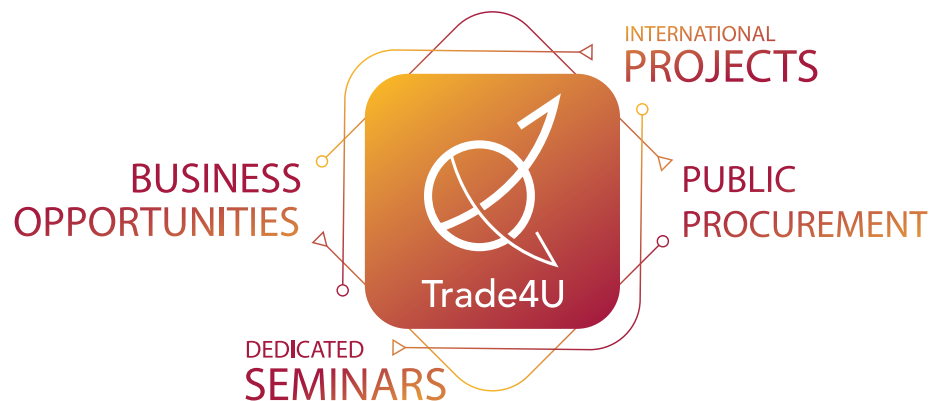 INTERNATIONAL
PROJECTS
BUSINESS
OPPORTUNITIES
PUBLIC
PROCUREMENT
Trade4U
DEDICATED
SEMINARS